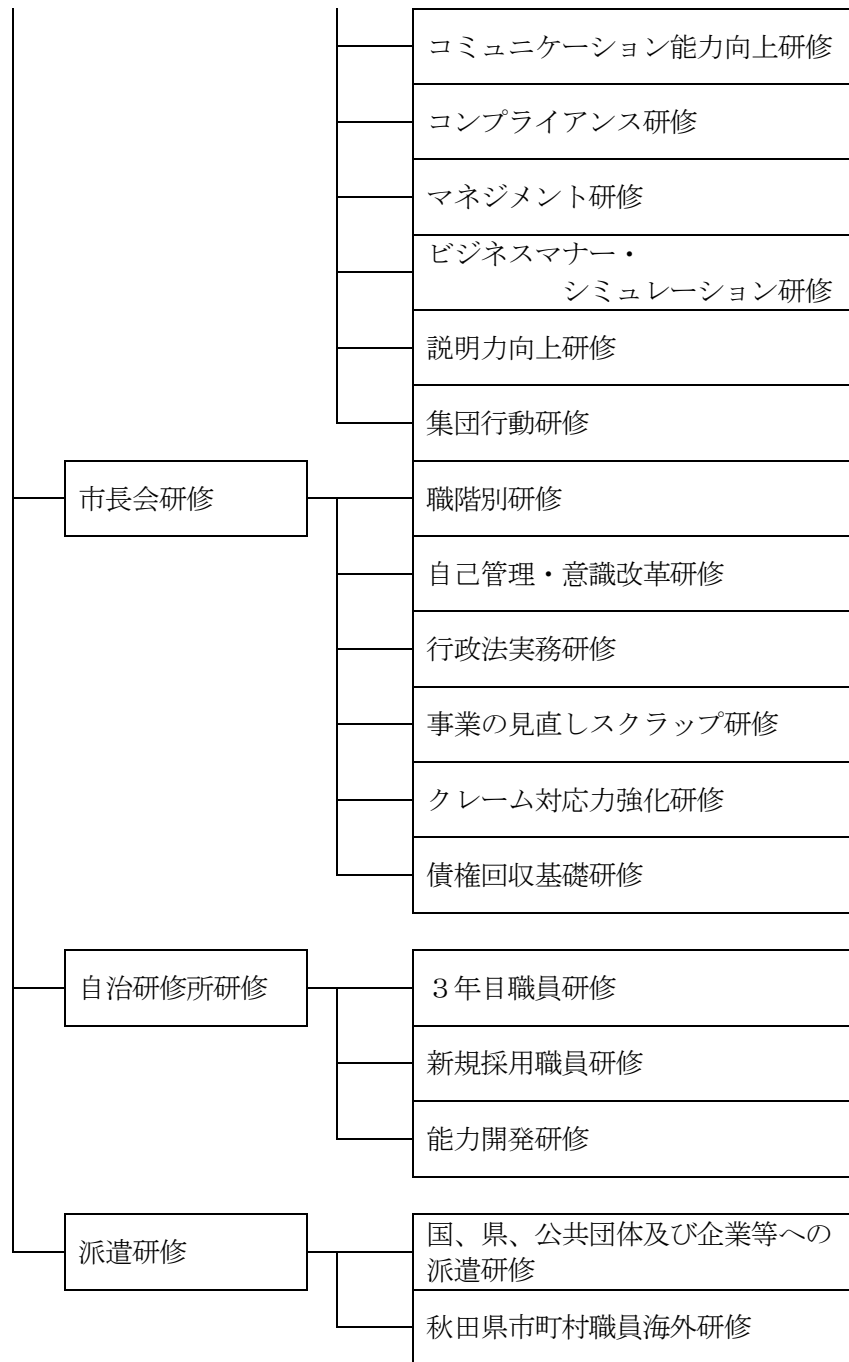 コミュニケーション能力向上研修
コンプライアンス研修
マネジメント研修
ビジネスマナー・
シミュレーション研修
説明力向上研修
集団行動研修
市長会研修
職階別研修
自己管理・意識改革研修
行政法実務研修
事業の見直しスクラップ研修
クレーム対応力強化研修
債権回収基礎研修
自治研修所研修
３年目職員研修
新規採用職員研修
能力開発研修
派遣研修
国、県、公共団体及び企業等への
派遣研修
秋田県市町村職員海外研修